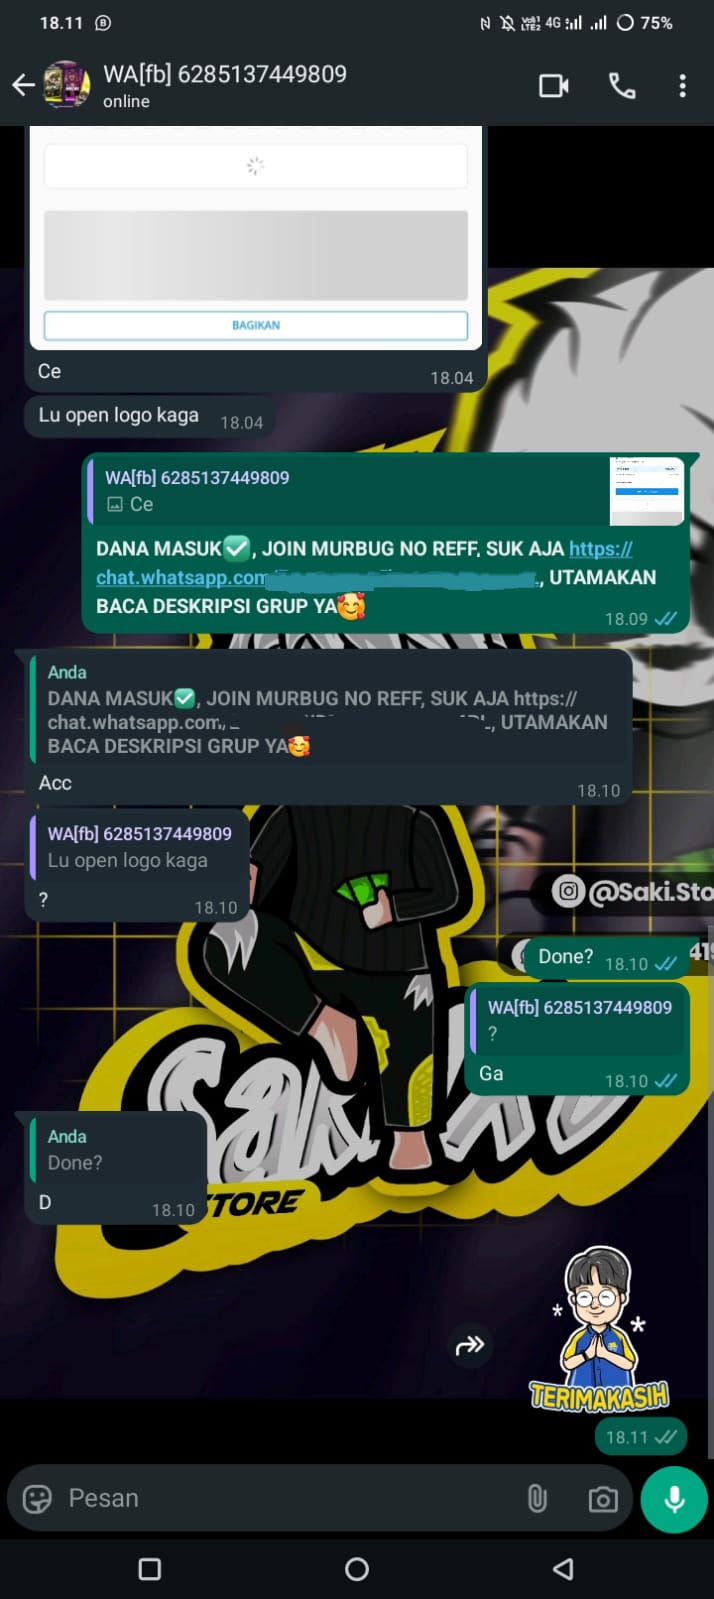 18.11
4G
75%
WA[fb] 6285137449809
online
BAGIKAN
Ce
18.04
Lu open logo kaga
18.04
WA[fb] 6285137449809
Ce
DANA MASUK✅, JOIN MURBUG NO REFF, SUK AJA https://
chat.whatsapp.com , UTAMAKAN
BACA DESKRIPSI GRUP YA🥰
18.09
Anda
DANA MASUK✅, JOIN MURBUG NO REFF, SUK AJA https://
chat.whatsapp.com/ , UTAMAKAN
BACA DESKRIPSI GRUP YA🥰
Acc
18.10
WA[fb] 6285137449809
Lu open logo kaga
?
18.10
@Saki.Sto
Done?
18.10
WA[fb] 6285137449809
?
Ga
18.10
Anda
Done?
D
18.10
TORE
TERIMAKASIH
18.11
Pesan